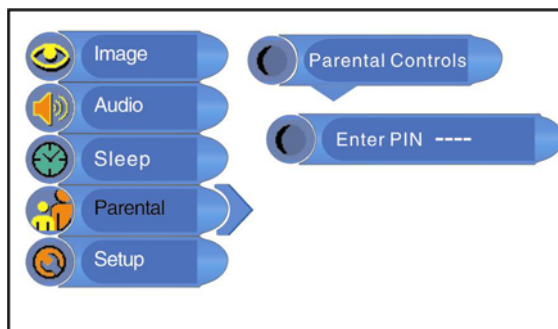 Image
Audio
Sleep
Parental
Setup
Parental Controls
Enter PIN ----